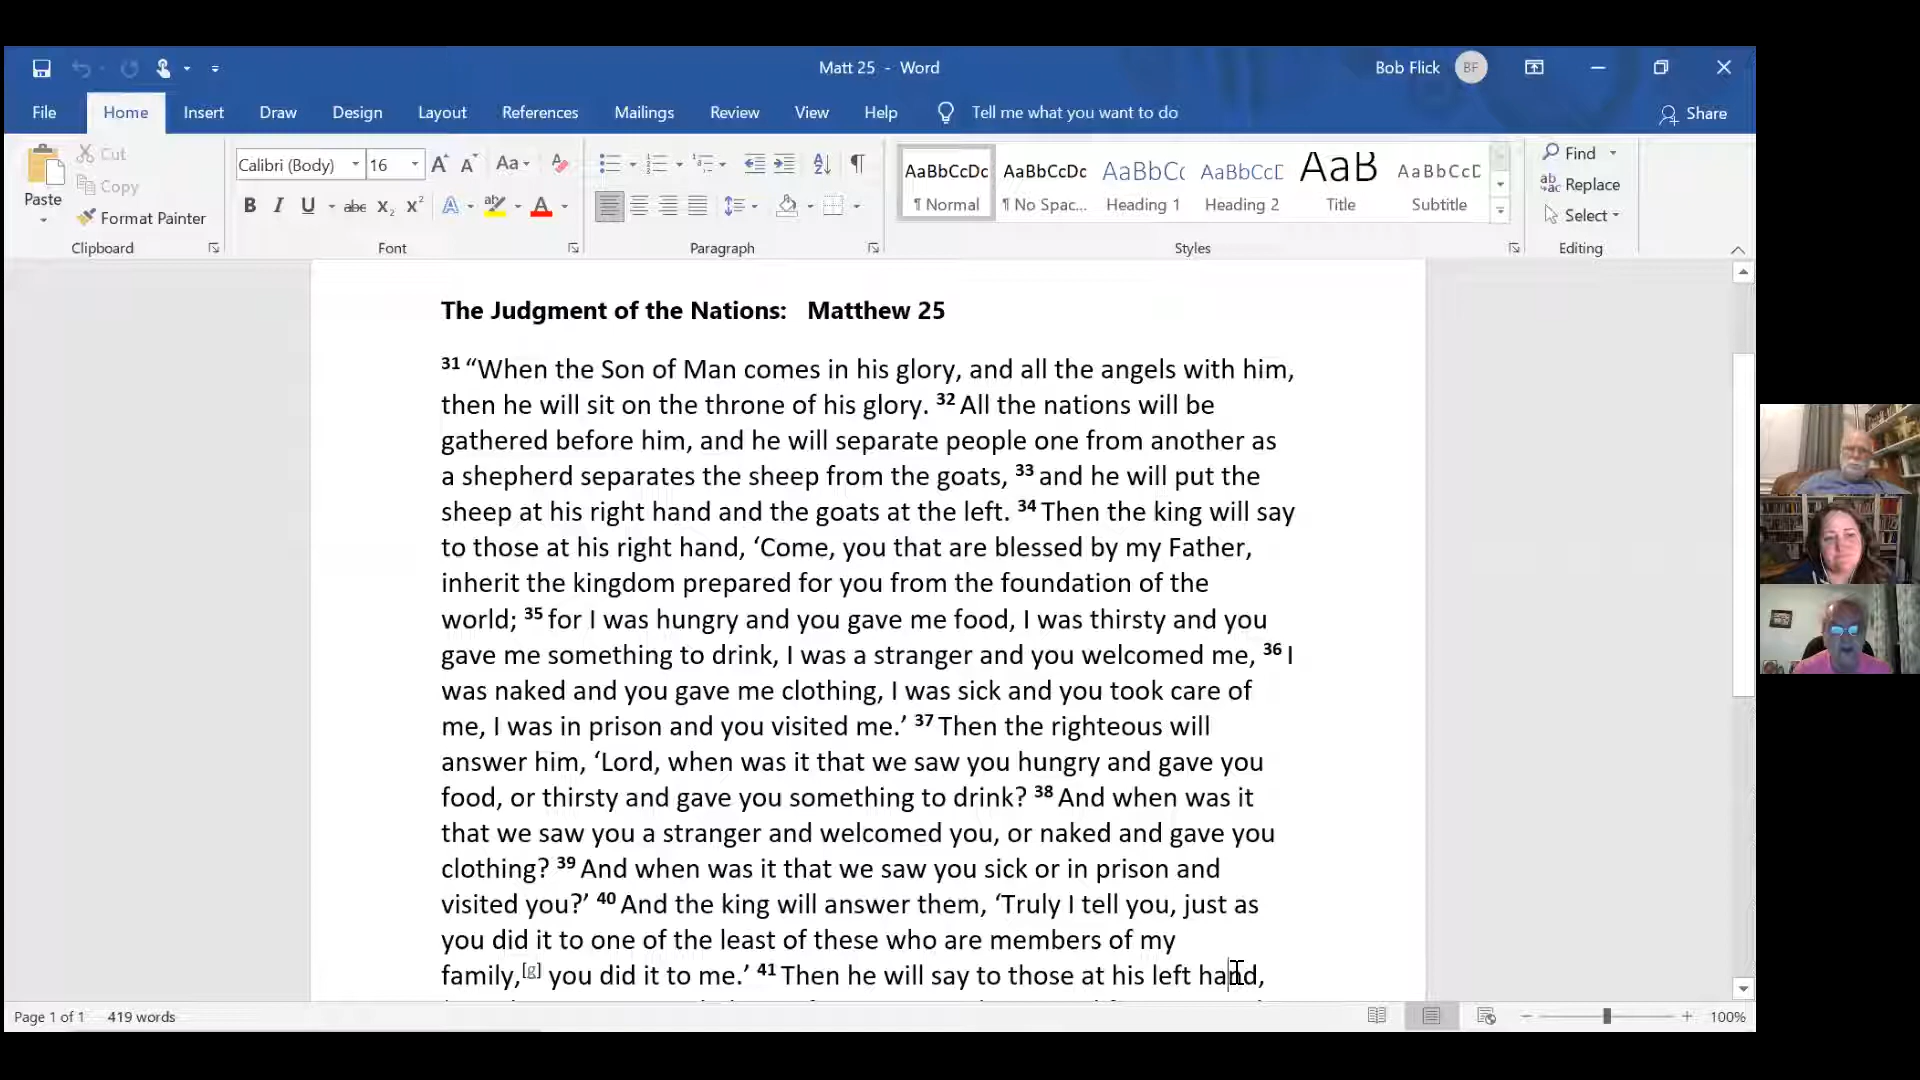 Matt 25 - Word
Bob Flick BF
File Home Insert Draw Design Layout References Mailings Review View Help Tell me what you want to do Share
Paste
Cut
Copy
Format Painter
Clipboard
Calibri (Body) 16
Font
Paragraph
AaBbCcDc AaBbCcDc AaBbCc AaBbCcD AaB AaBbCcD
¶ Normal ¶ No Spac... Heading 1 Heading 2 Title Subtitle
Styles
Find
Replace
Select
Editing
The Judgment of the Nations: Matthew 25
31 “When the Son of Man comes in his glory, and all the angels with him,
then he will sit on the throne of his glory. 32 All the nations will be
gathered before him, and he will separate people one from another as
a shepherd separates the sheep from the goats, 33 and he will put the
sheep at his right hand and the goats at the left. 34 Then the king will say
to those at his right hand, ‘Come, you that are blessed by my Father,
inherit the kingdom prepared for you from the foundation of the
world; 35 for I was hungry and you gave me food, I was thirsty and you
gave me something to drink, I was a stranger and you welcomed me, 36 I
was naked and you gave me clothing, I was sick and you took care of
me, I was in prison and you visited me.’ 37 Then the righteous will
answer him, ‘Lord, when was it that we saw you hungry and gave you
food, or thirsty and gave you something to drink? 38 And when was it
that we saw you a stranger and welcomed you, or naked and gave you
clothing? 39 And when was it that we saw you sick or in prison and
visited you?’ 40 And the king will answer them, ‘Truly I tell you, just as
you did it to one of the least of these who are members of my
family,[g] you did it to me.’ 41 Then he will say to those at his left hand,
Page 1 of 1 419 words
100%